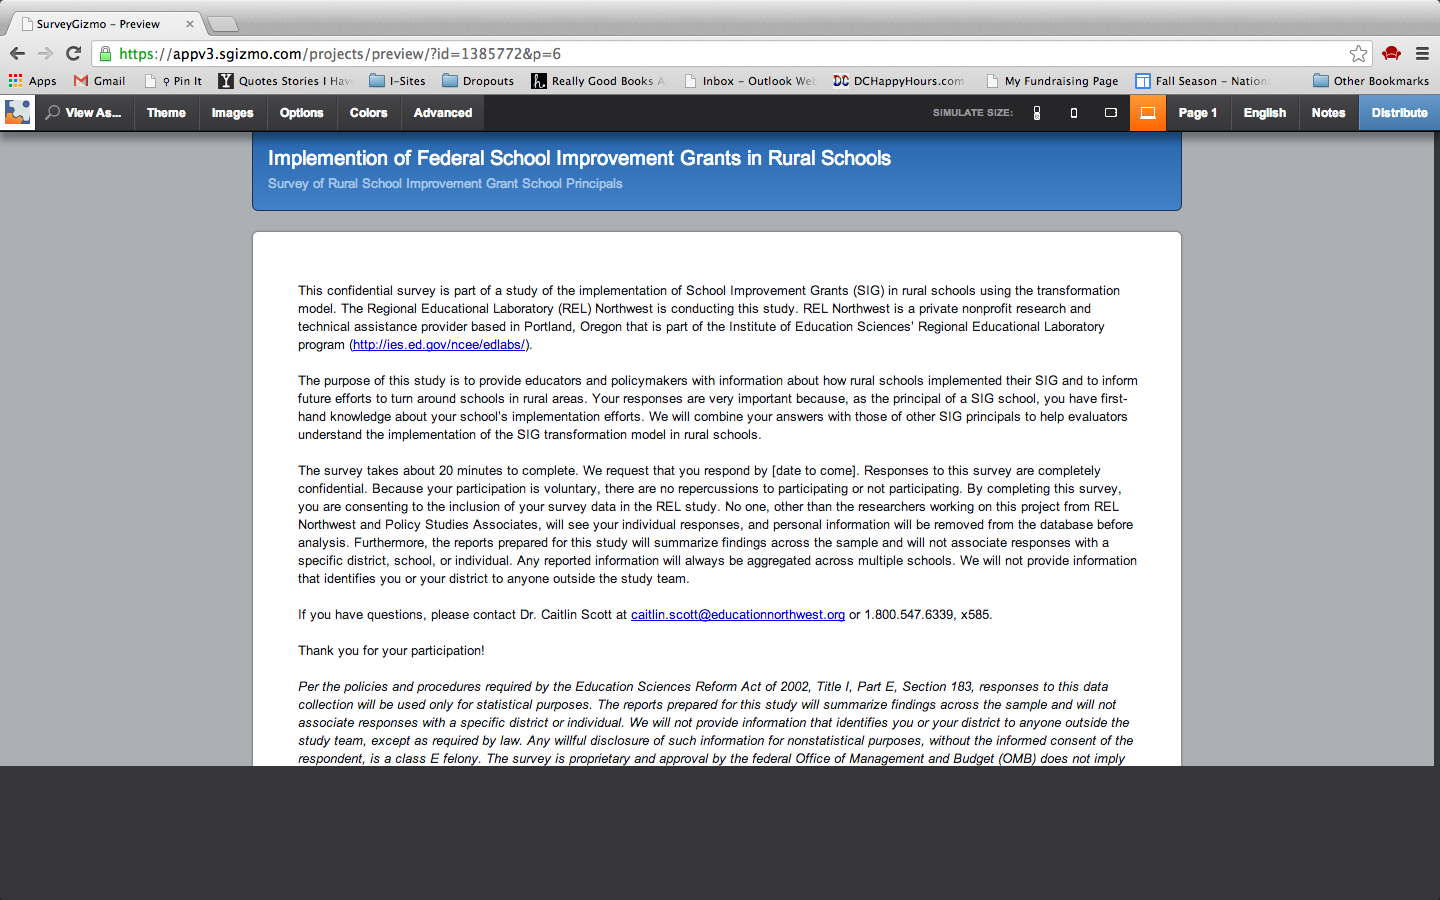 SurveyGizmo – Preview
https://appv3.sgizmo.com/projects/preview/?id=1385772&p=6
Apps Gmail Pin It Quotes Stories I Hav I-Sites Dropouts Really Good Books A Inbox – Outlook Web DCHappyHours.com My Fundraising Page Fall Season – Nation Other Bookmarks
View As... Theme Images Options Colors Advanced SIMULATE SIZE: Page 1 English Notes Distribute
Implemention of Federal School Improvement Grants in Rural Schools
Survey of Rural School Improvement Grant School Principals
This confidential survey is part of a study of the implementation of School Improvement Grants (SIG) in rural schools using the transformation
model. The Regional Educational Laboratory (REL) Northwest is conducting this study. REL Northwest is a private nonprofit research and
technical assistance provider based in Portland, Oregon that is part of the Institute of Education Sciences' Regional Educational Laboratory
program (http://ies.ed.gov/ncee/edlabs/).
The purpose of this study is to provide educators and policymakers with information about how rural schools implemented their SIG and to inform
future efforts to turn around schools in rural areas. Your responses are very important because, as the principal of a SIG school, you have first-
hand knowledge about your school's implementation efforts. We will combine your answers with those of other SIG principals to help evaluators
understand the implementation of the SIG transformation model in rural schools.
The survey takes about 20 minutes to complete. We request that you respond by [date to come]. Responses to this survey are completely
confidential. Because your participation is voluntary, there are no repercussions to participating or not participating. By completing this survey,
you are consenting to the inclusion of your survey data in the REL study. No one, other than the researchers working on this project from REL
Northwest and Policy Studies Associates, will see your individual responses, and personal information will be removed from the database before
analysis. Furthermore, the reports prepared for this study will summarize findings across the sample and will not associate responses with a
specific district, school, or individual. Any reported information will always be aggregated across multiple schools. We will not provide information
that identifies you or your district to anyone outside the study team.
If you have questions, please contact Dr. Caitlin Scott at caitlin.scott@educationnorthwest.org or 1.800.547.6339, x585.
Thank you for your participation!
Per the policies and procedures required by the Education Sciences Reform Act of 2002, Title I, Part E, Section 183, responses to this data
collection will be used only for statistical purposes. The reports prepared for this study will summarize findings across the sample and will not
associate responses with a specific district or individual. We will not provide information that identifies you or your district to anyone outside the
study team, except as required by law. Any willful disclosure of such information for nonstatistical purposes, without the informed consent of the
respondent, is a class E felony. The survey is proprietary and approval by the federal Office of Management and Budget (OMB) does not imply